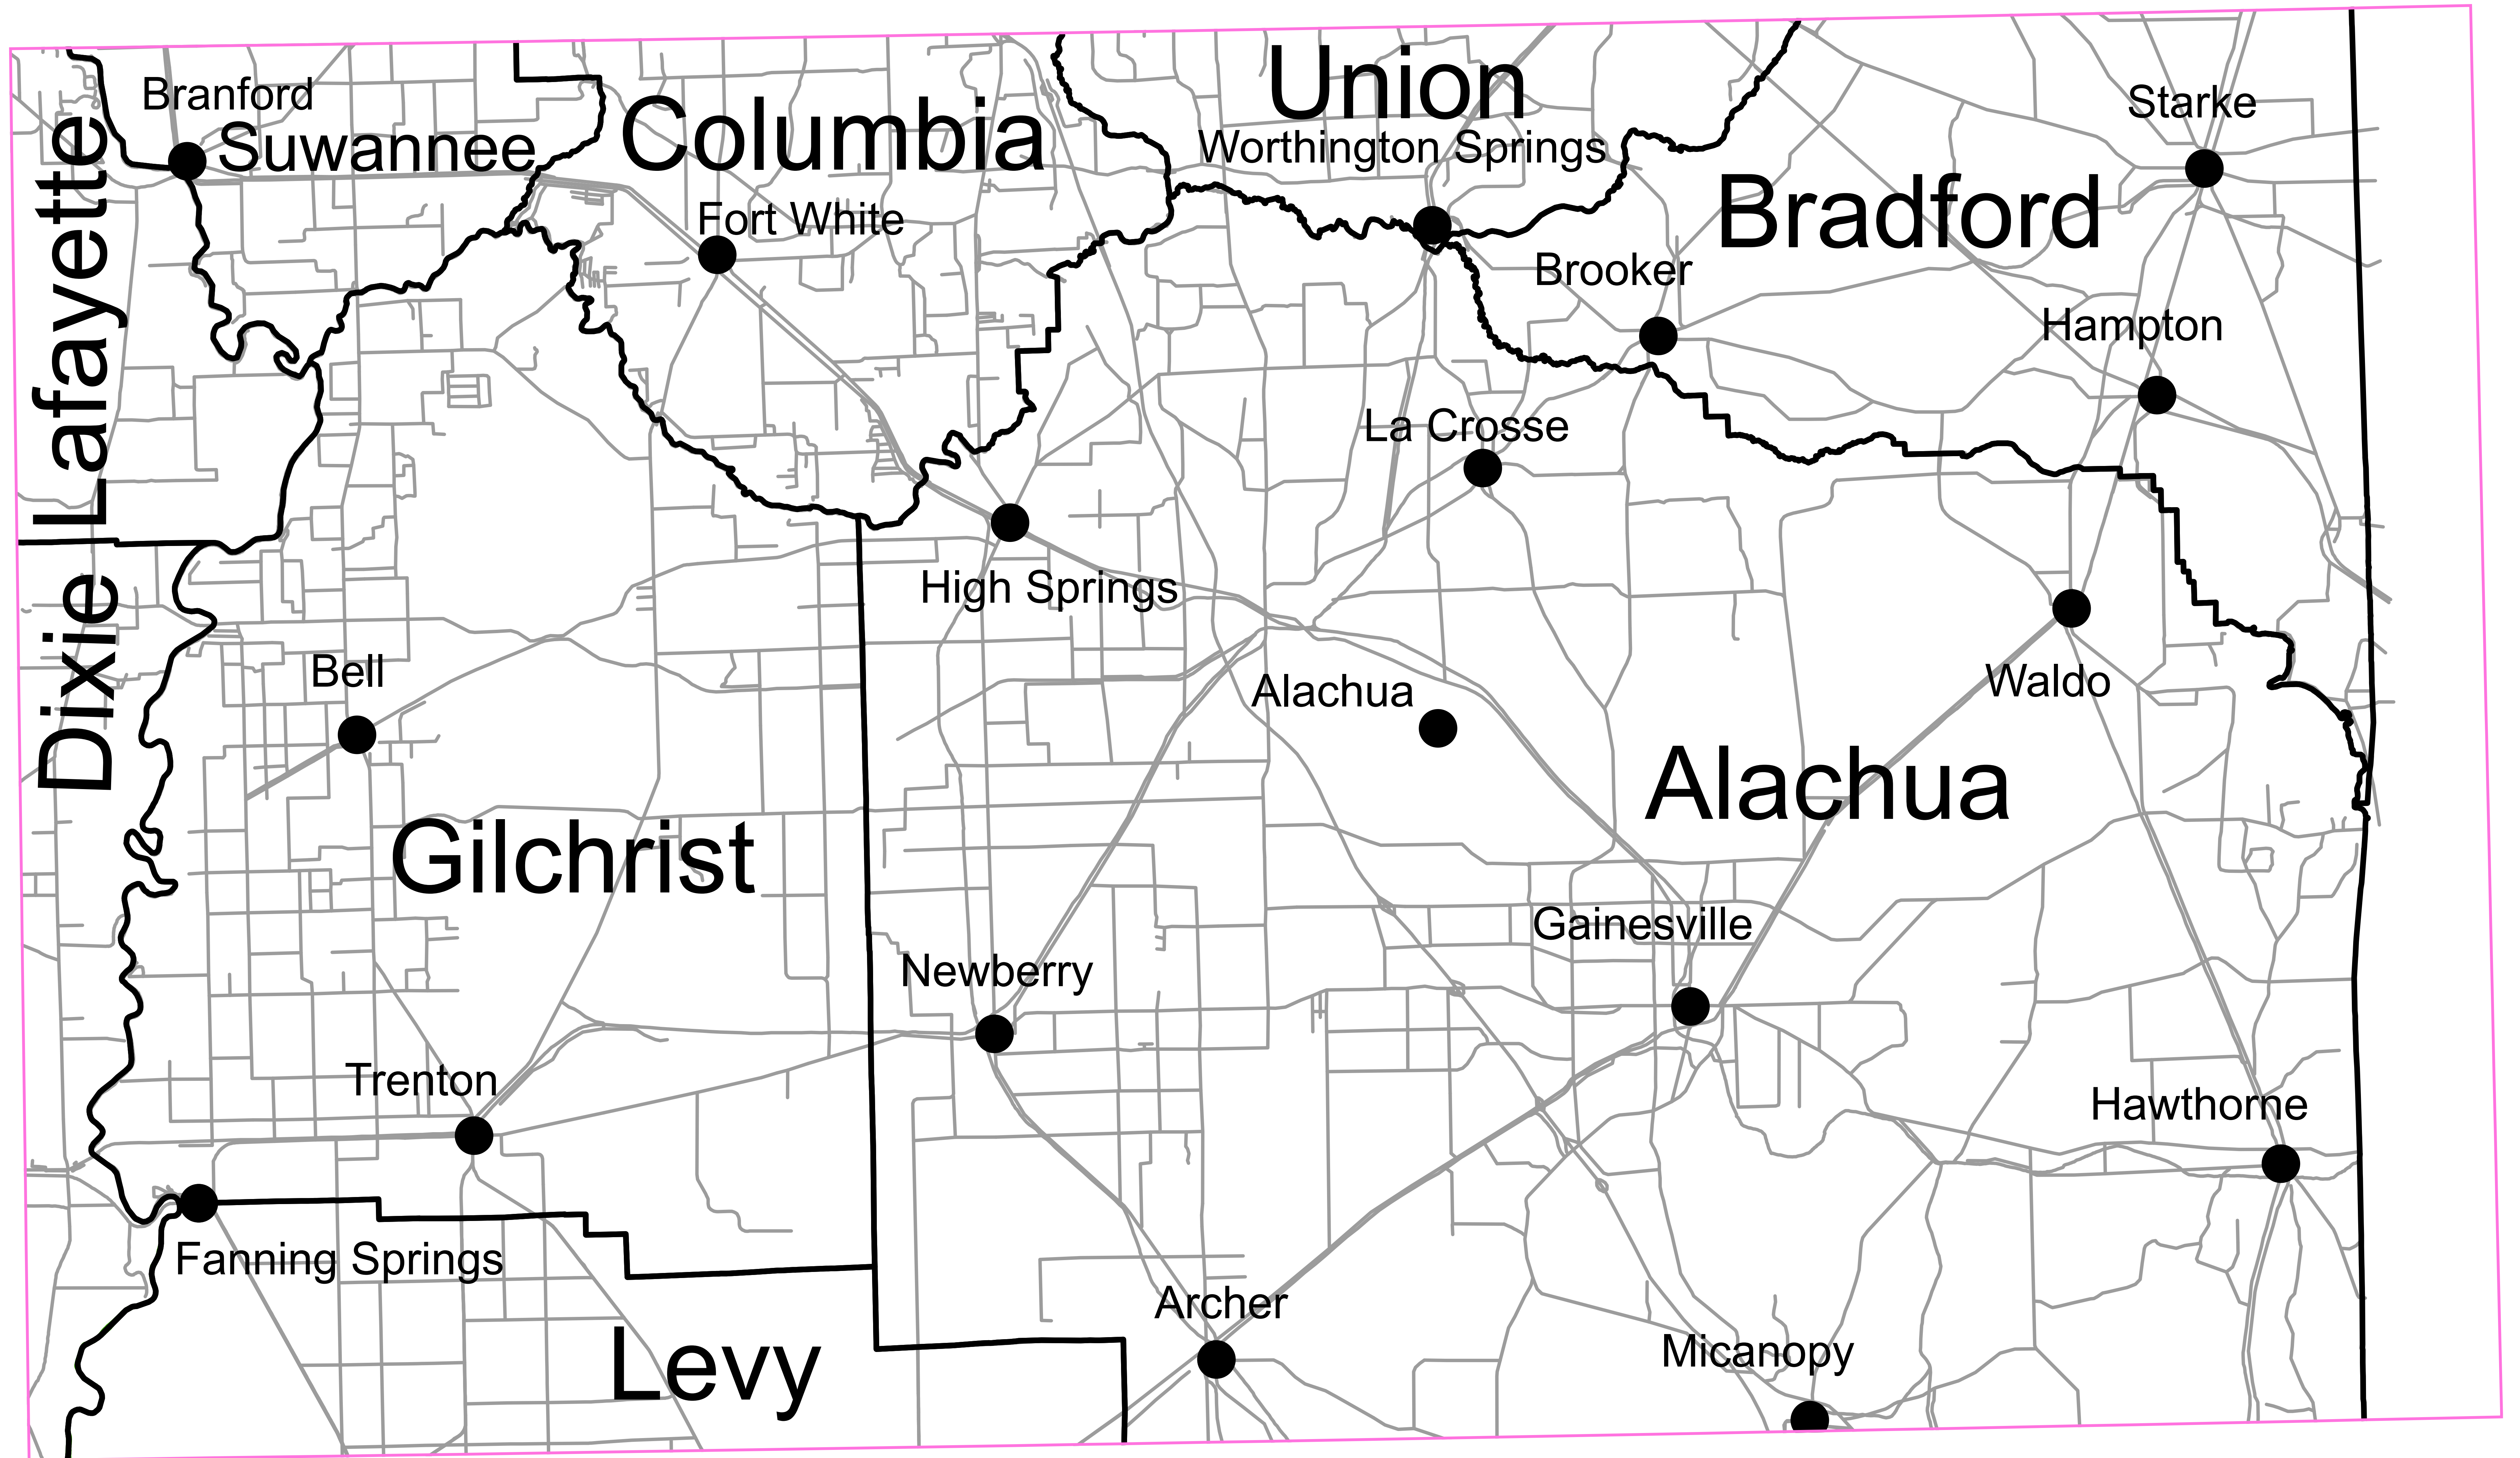 Union
Branford
Starke
Columbia
Suwannee
Worthington Springs
Lafayette
Fort White
Bradford
Brooker
Hampton
La Crosse
High Springs
Dixie
Bell
Alachua
Waldo
Alachua
Gilchrist
Gainesville
Newberry
Trenton
Hawthorne
Fanning Springs
Archer
Micanopy
Levy